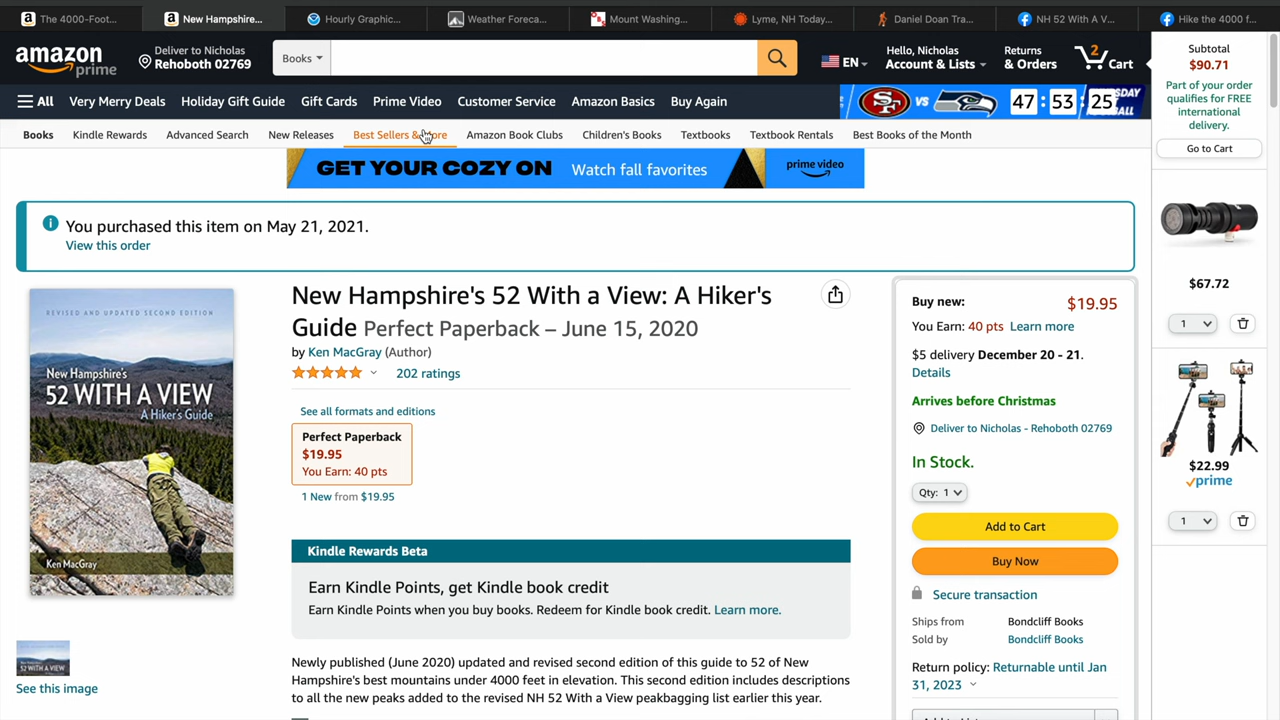 The 4000-Foot...
New Hampshire...
Hourly Graphic...
Weather Foreca...
Mount Washing...
Lyme, NH Today...
Daniel Doan Tra...
NH 52 With A V...
Hike the 4000 f...
amazon
prime
Deliver to Nicholas
Rehoboth 02769
Books
EN
Hello, Nicholas
Account & Lists
Returns
& Orders
2
Cart
All
Very Merry Deals
Holiday Gift Guide
Gift Cards
Prime Video
Customer Service
Amazon Basics
Buy Again
SF
VS
47 : 53 : 25
Books
Kindle Rewards
Advanced Search
New Releases
Best Sellers & More
Amazon Book Clubs
Children's Books
Textbooks
Textbook Rentals
Best Books of the Month
GET YOUR COZY ON
Watch fall favorites
prime video
You purchased this item on May 21, 2021.
View this order
REVISED AND UPDATED SECOND EDITION
New Hampshire's
52 WITH A VIEW
A Hiker's Guide
Ken MacGray
52 WITH A VIEW
See this image
New Hampshire's 52 With a View: A Hiker's
Guide Perfect Paperback – June 15, 2020
by Ken MacGray (Author)
202 ratings
See all formats and editions
Perfect Paperback
$19.95
You Earn: 40 pts
1 New from $19.95
Kindle Rewards Beta
Earn Kindle Points, get Kindle book credit
Earn Kindle Points when you buy books. Redeem for Kindle book credit. Learn more.
Newly published (June 2020) updated and revised second edition of this guide to 52 of New
Hampshire's best mountains under 4000 feet in elevation. This second edition includes descriptions
to all the new peaks added to the revised NH 52 With a View peakbagging list earlier this year.
Buy new:
$19.95
You Earn: 40 pts Learn more
$5 delivery December 20 - 21.
Details
Arrives before Christmas
Deliver to Nicholas - Rehoboth 02769
In Stock.
Qty: 1
Add to Cart
Buy Now
Secure transaction
Ships from Bondcliff Books
Sold by Bondcliff Books
Return policy: Returnable until Jan
31, 2023
Subtotal
$90.71
Part of your order
qualifies for FREE
international
delivery.
Go to Cart
$67.72
1
$22.99
prime
1